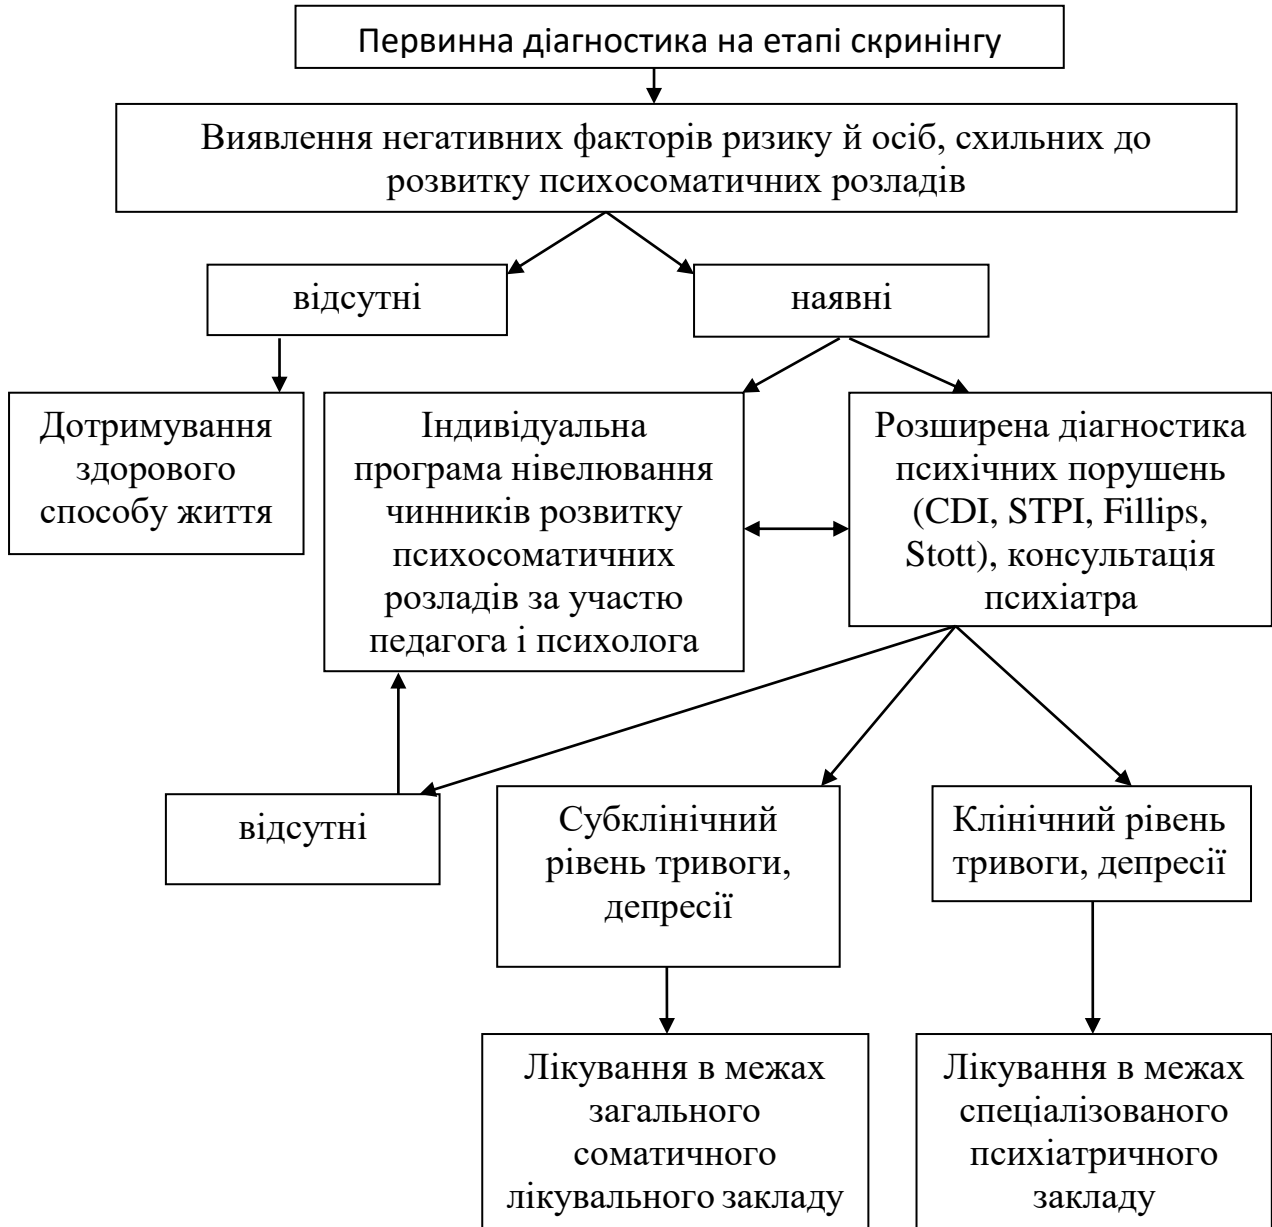 Первинна діагностика на етапі скринінгу
Виявлення негативних факторів ризику й осіб, схильних до
розвитку психосоматичних розладів
відсутні
наявні
Дотримування
здорового
способу життя
Індивідуальна
програма нівелювання
чинників розвитку
психосоматичних
розладів за участю
педагога і психолога
Розширена діагностика
психічних порушень
(CDI, STPI, Fillips,
Stott), консультація
психіатра
відсутні
Субклінічний
рівень тривоги,
депресії
Клінічний рівень
тривоги, депресії
Лікування в межах
загального
соматичного
лікувального закладу
Лікування в межах
спеціалізованого
психіатричного
закладу